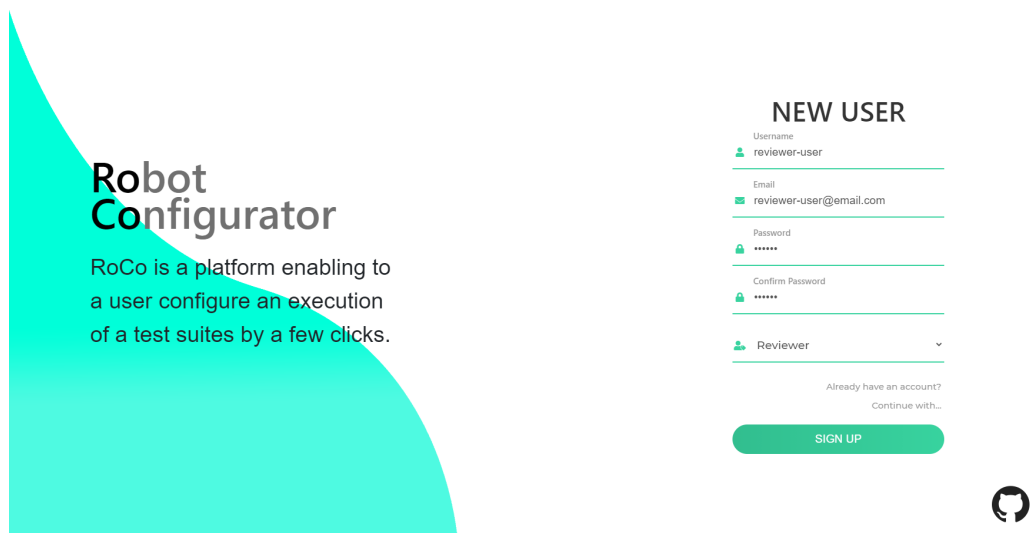 Robot
Configurator
RoCo is a platform enabling to
a user configure an execution
of a test suites by a few clicks.
NEW USER
Username
reviewer-user
Email
reviewer-user@email.com
Password
••••••
Confirm Password
••••••
Reviewer
Already have an account?
Continue with...
SIGN UP